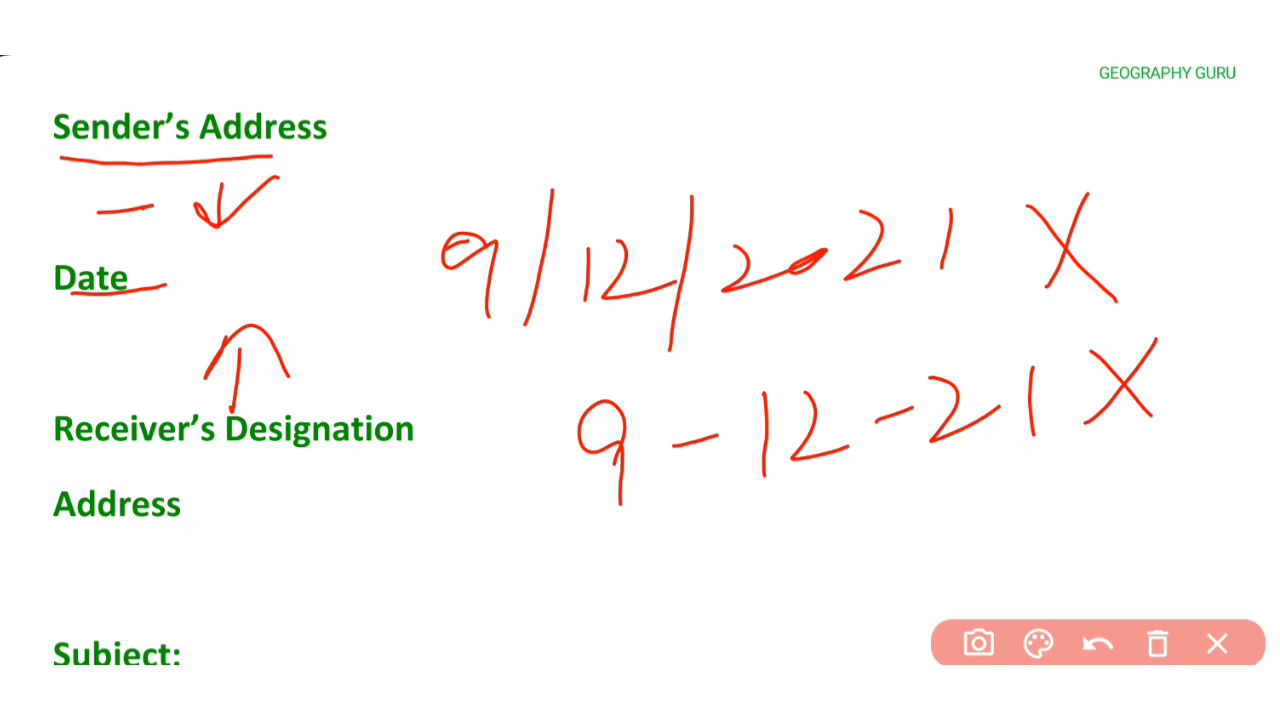 GEOGRAPHY GURU
Sender's Address
9/12/2021 X
Date
9-12-21 X
Receiver's Designation
Address
Subject: